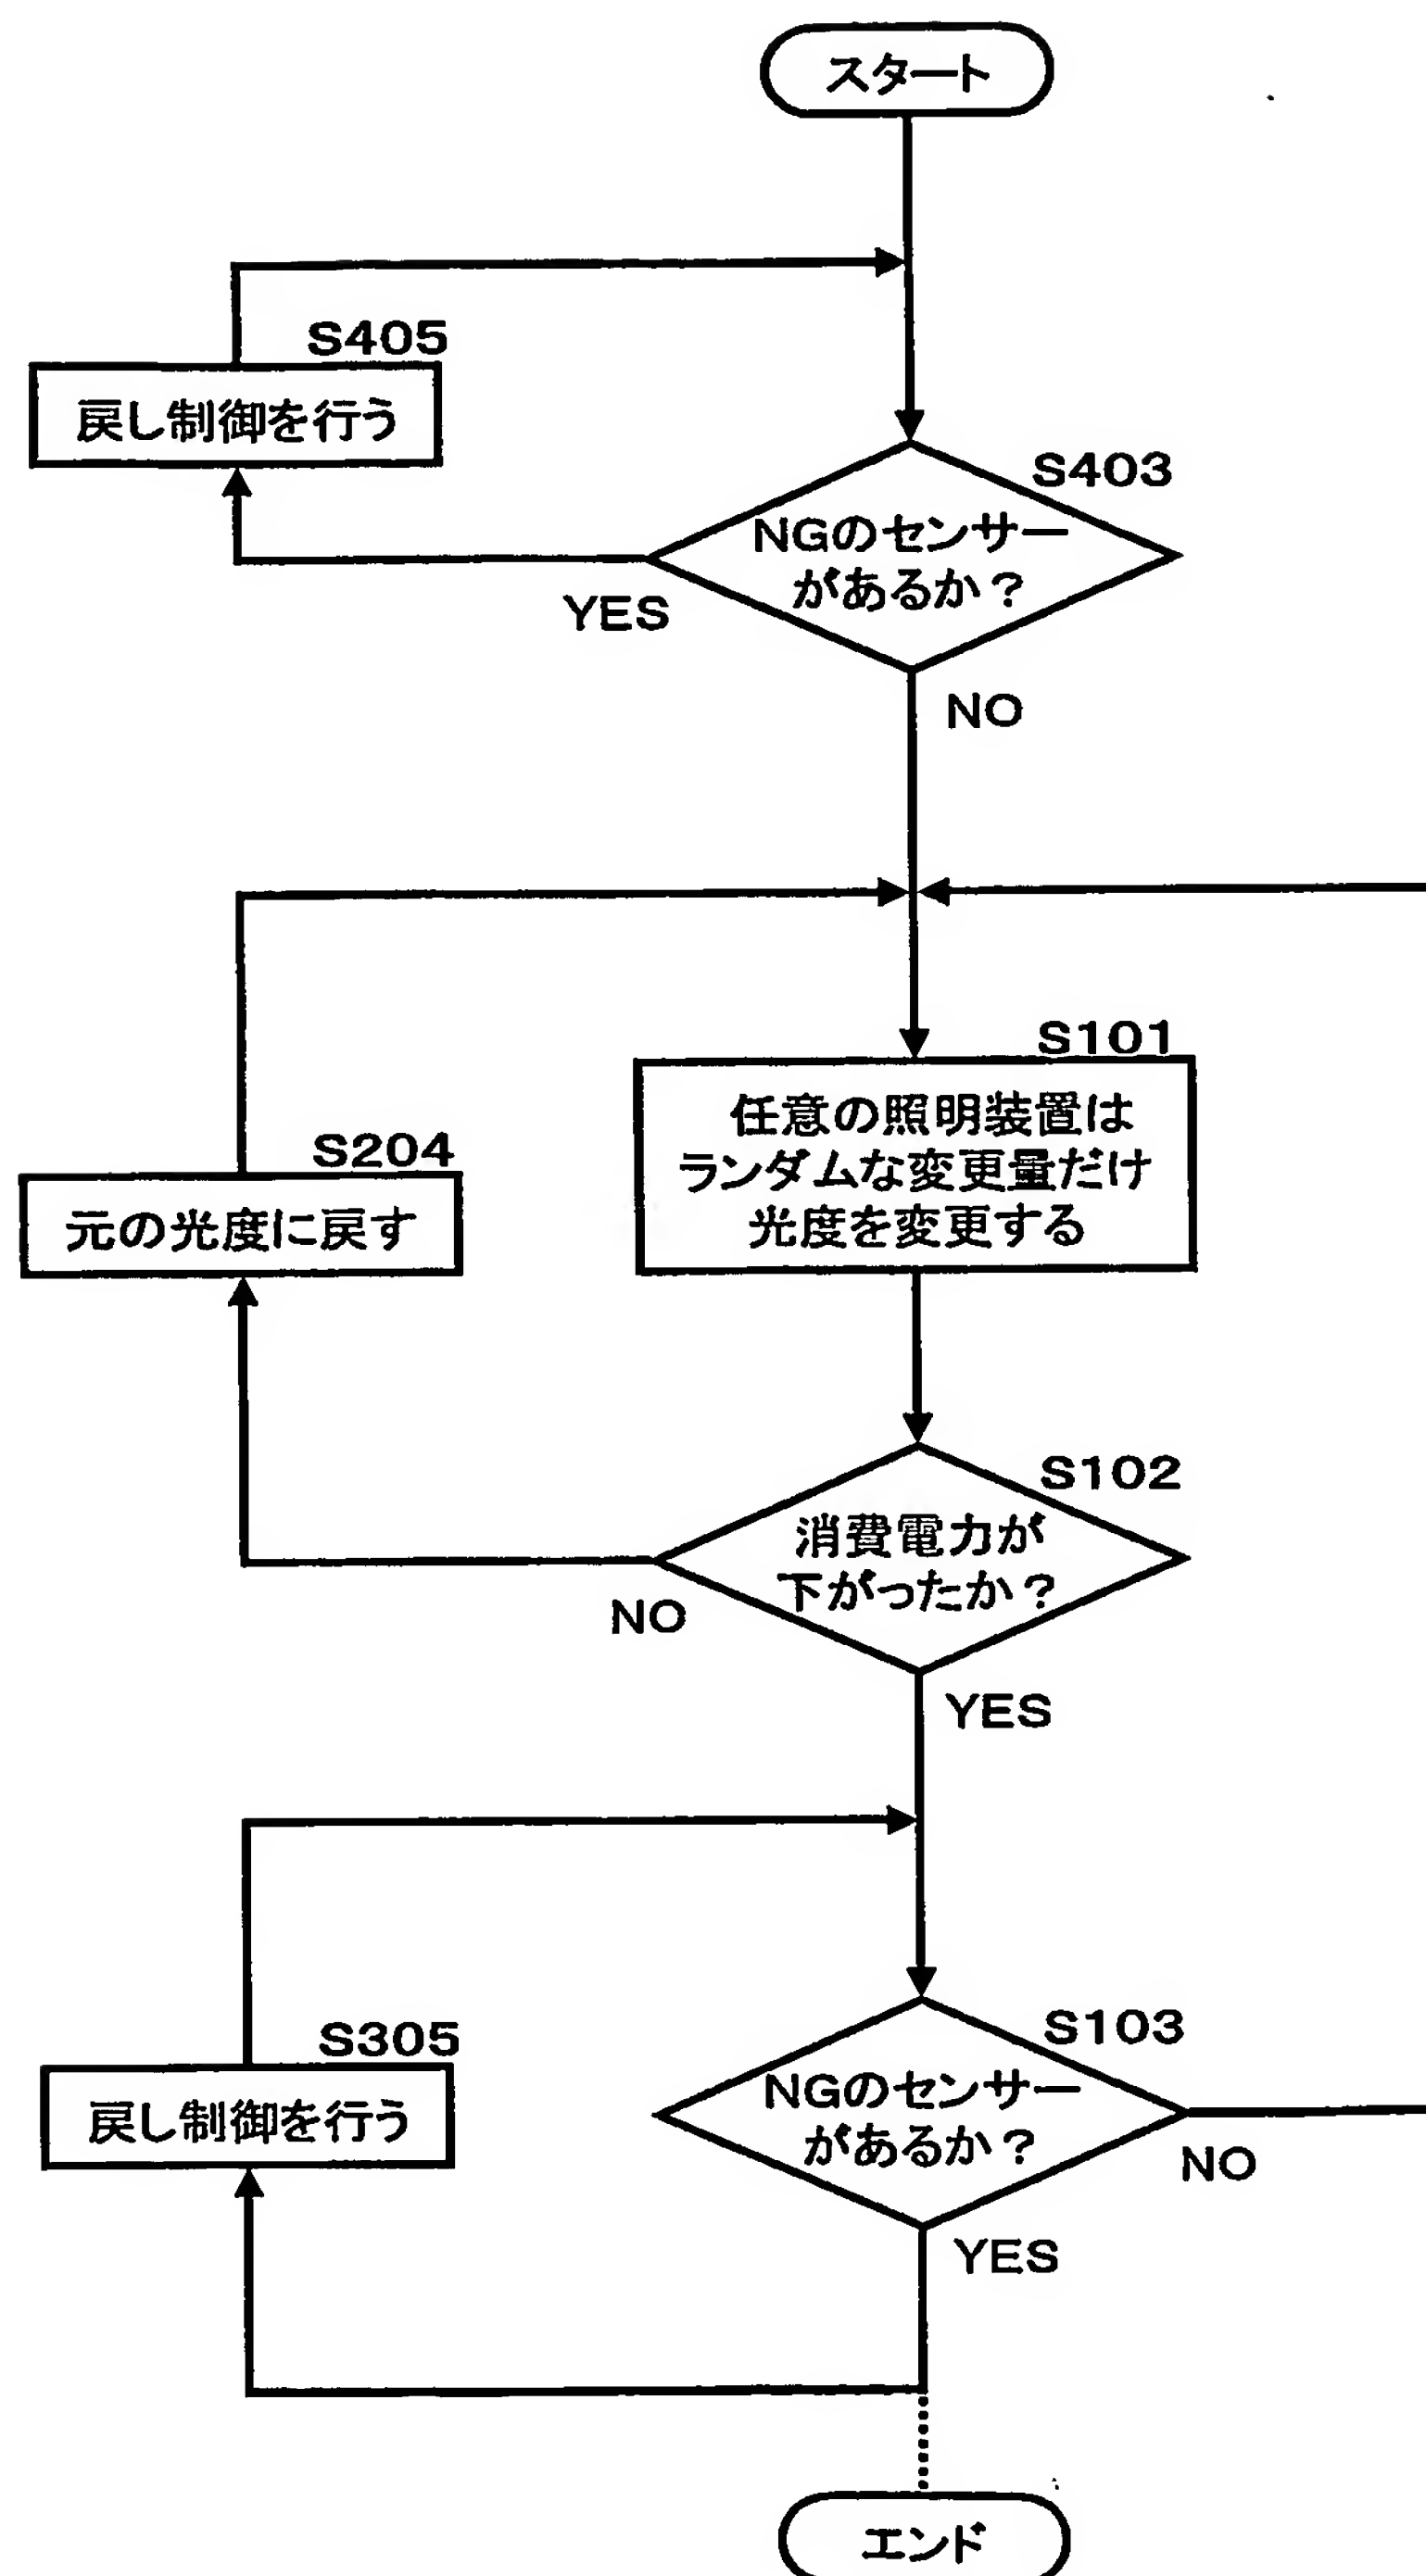 スタート
S405
戻し制御を行う
S403
NGのセンサー
があるか？
YES
NO
S101
任意の照明装置は
ランダムな変更量だけ
光度を変更する
S204
元の光度に戻す
S102
消費電力が
下がったか？
NO
YES
S305
戻し制御を行う
S103
NGのセンサー
があるか？
NO
YES
エンド